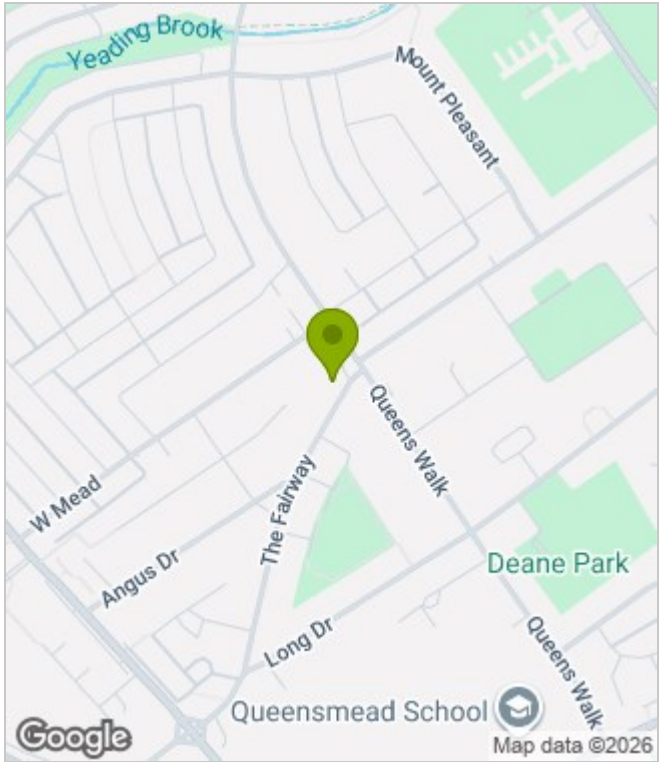 Yeading Brook
Mount Pleasant
Queens Walk
W Mead
The Fairway
Angus Dr
Deane Park
Long Dr
Queens Walk
Queensmead School
Google
Map data ©2026